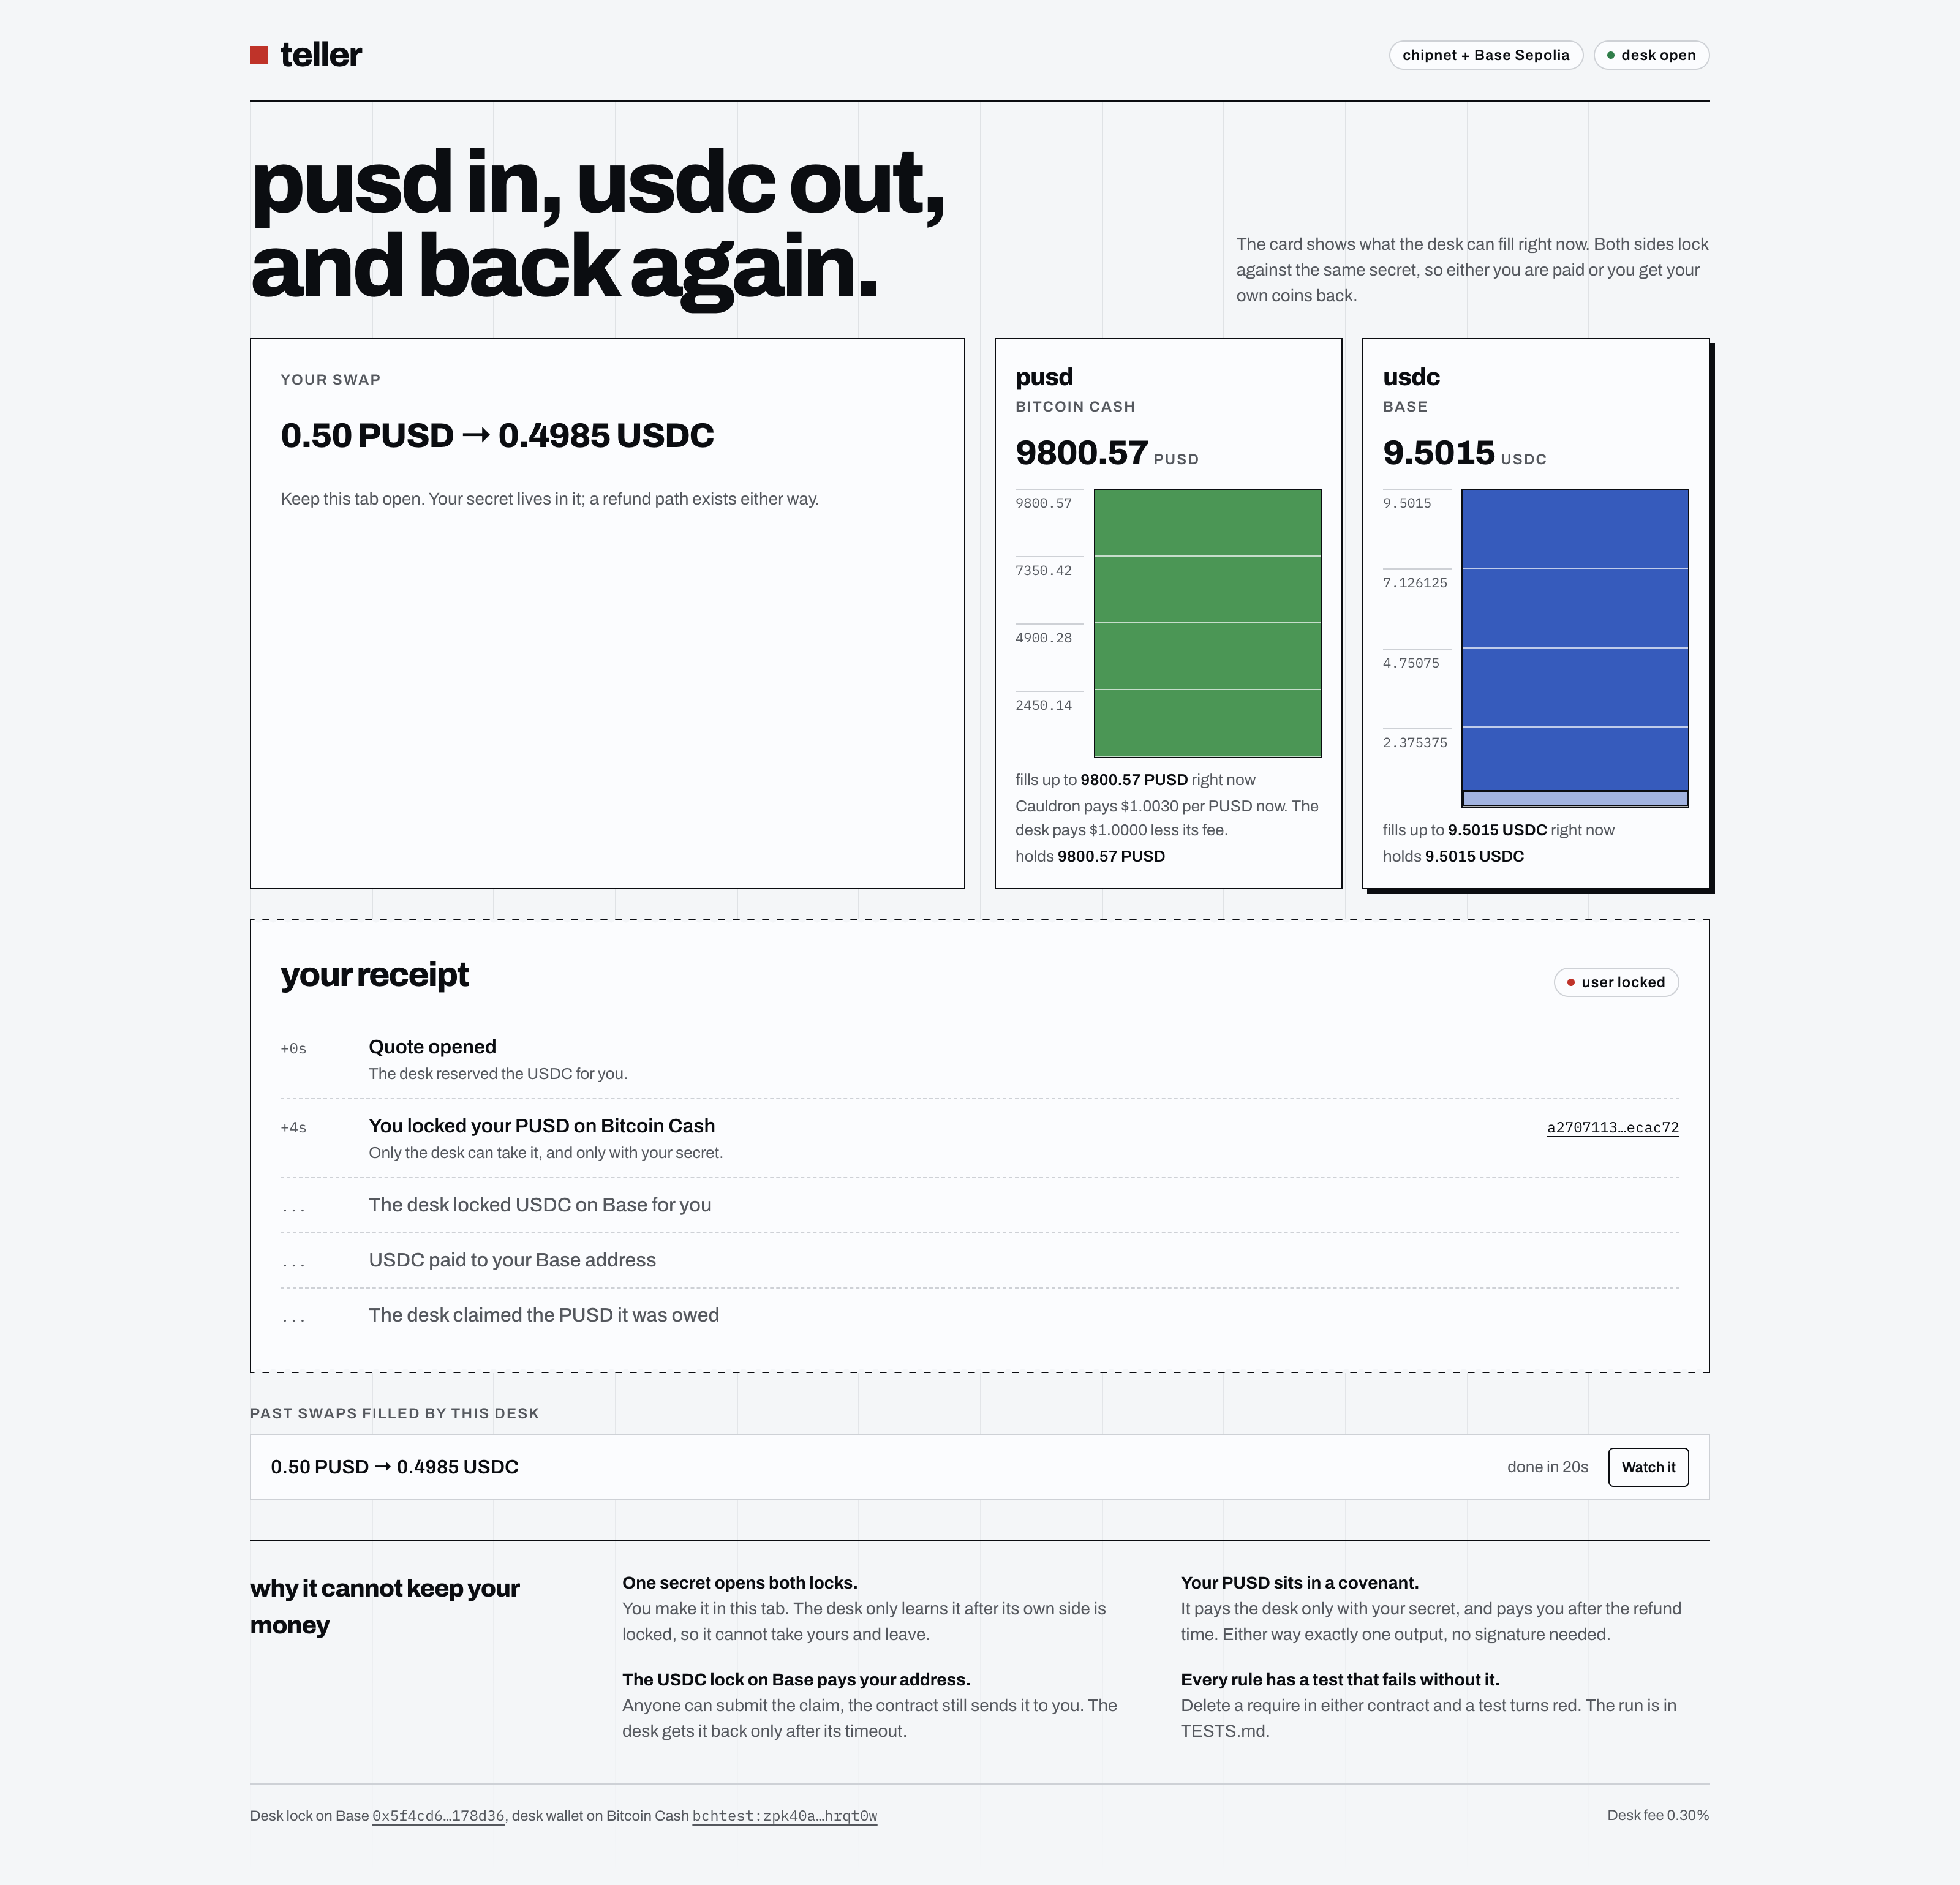 teller
chipnet + Base Sepolia
desk open
pusd in, usdc out,
and back again.
The card shows what the desk can fill right now. Both sides lock
against the same secret, so either you are paid or you get your
own coins back.
YOUR SWAP
0.50 PUSD → 0.4985 USDC
Keep this tab open. Your secret lives in it; a refund path exists either way.
pusd
BITCOIN CASH
9800.57 PUSD
9800.57
7350.42
4900.28
2450.14
fills up to 9800.57 PUSD right now
Cauldron pays $1.0030 per PUSD now. The
desk pays $1.0000 less its fee.
holds 9800.57 PUSD
usdc
BASE
9.5015 USDC
9.5015
7.126125
4.75075
2.375375
fills up to 9.5015 USDC right now
holds 9.5015 USDC
your receipt
user locked
+0s
Quote opened
The desk reserved the USDC for you.
+4s
You locked your PUSD on Bitcoin Cash
a2707113…ecac72
Only the desk can take it, and only with your secret.
...
The desk locked USDC on Base for you
...
USDC paid to your Base address
...
The desk claimed the PUSD it was owed
PAST SWAPS FILLED BY THIS DESK
0.50 PUSD → 0.4985 USDC
done in 20s
Watch it
why it cannot keep your
money
One secret opens both locks.
You make it in this tab. The desk only learns it after its own side is
locked, so it cannot take yours and leave.
Your PUSD sits in a covenant.
It pays the desk only with your secret, and pays you after the refund
time. Either way exactly one output, no signature needed.
The USDC lock on Base pays your address.
Anyone can submit the claim, the contract still sends it to you. The
desk gets it back only after its timeout.
Every rule has a test that fails without it.
Delete a require in either contract and a test turns red. The run is in
TESTS.md.
Desk lock on Base 0x5f4cd6…178d36, desk wallet on Bitcoin Cash bchtest:zpk40a…hrqt0w
Desk fee 0.30%